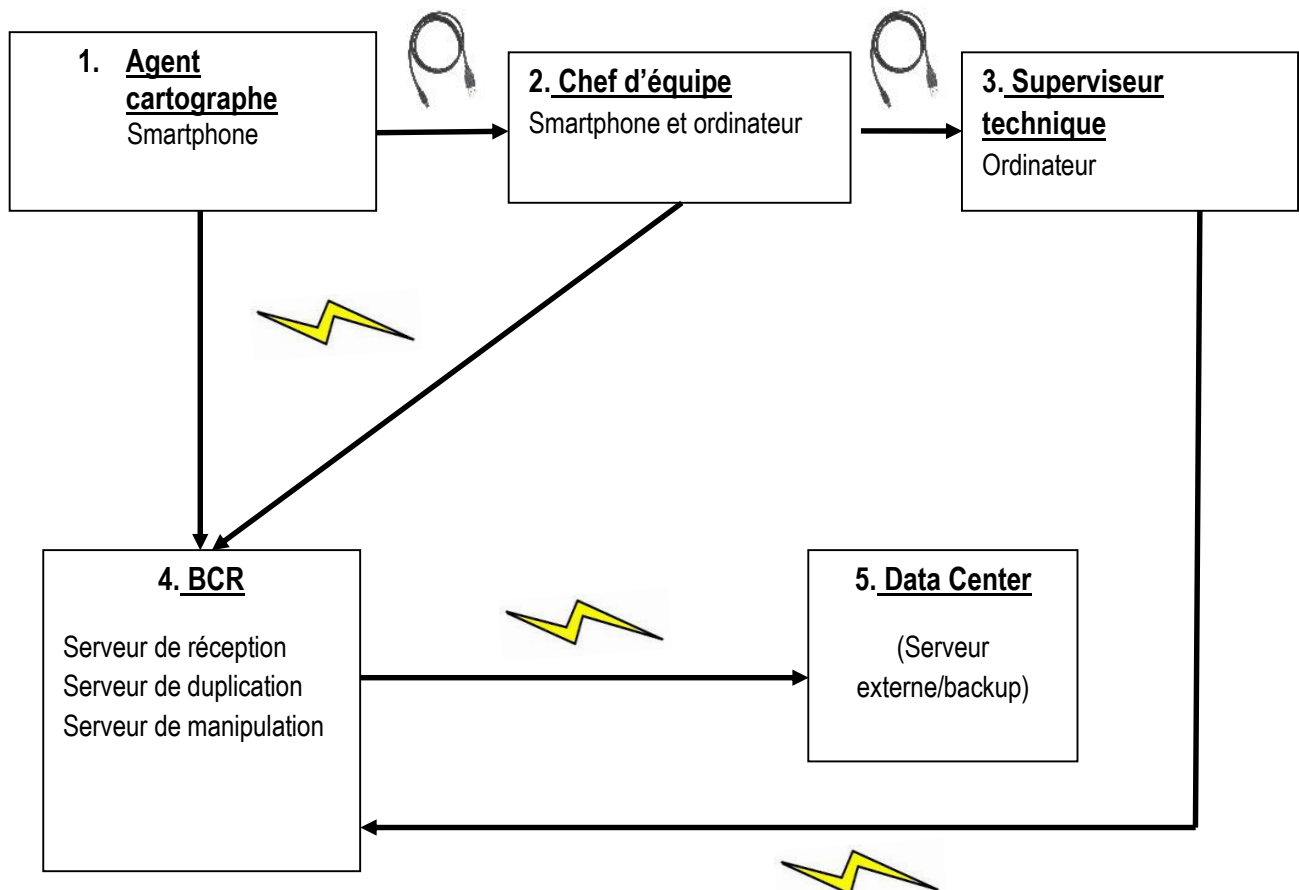 1. Agent
cartographe
Smartphone
2. Chef d’équipe
Smartphone et ordinateur
3. Superviseur
technique
Ordinateur
4. BCR
Serveur de réception
Serveur de duplication
Serveur de manipulation
5. Data Center
(Serveur
externe/backup)